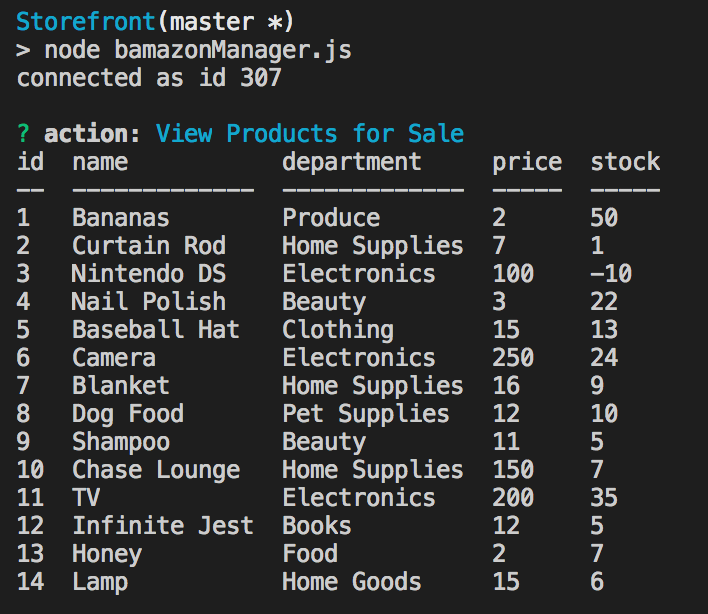 Storefront(master *)
> node bamazonManager.js
connected as id 307
? action: View Products for Sale
id  name           department     price  stock
--  -------------  -------------  -----  -----
1   Bananas        Produce        2      50
2   Curtain Rod    Home Supplies  7      1
3   Nintendo DS    Electronics    100    -10
4   Nail Polish    Beauty         3      22
5   Baseball Hat   Clothing       15     13
6   Camera         Electronics    250    24
7   Blanket        Home Supplies  16     9
8   Dog Food       Pet Supplies   12     10
9   Shampoo        Beauty         11     5
10  Chase Lounge   Home Supplies  150    7
11  TV             Electronics    200    35
12  Infinite Jest  Books          12     5
13  Honey          Food           2      7
14  Lamp           Home Goods     15     6